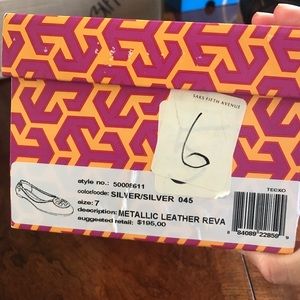 SAKS FIFTH AVENUE
6
style no.: 50008611
color/code: SILVER/SILVER 045
size: 7
description: METALLIC LEATHER REVA
suggested retail: $195.00
TECXO